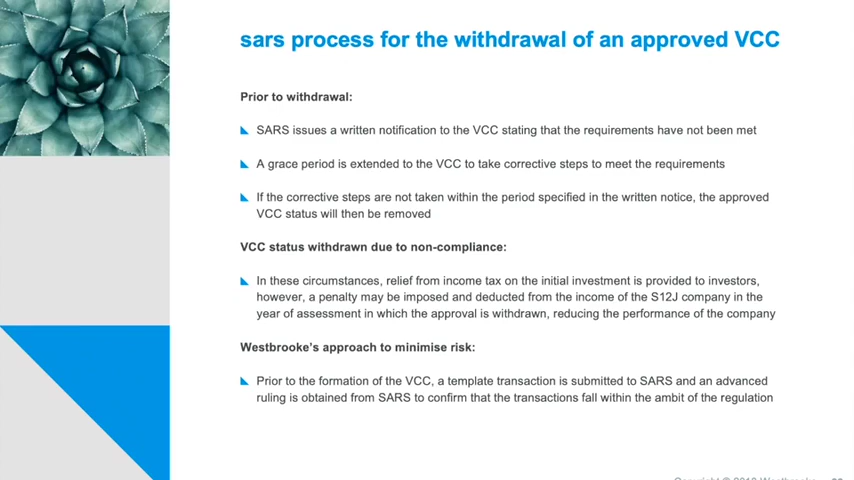 sars process for the withdrawal of an approved VCC
Prior to withdrawal:
SARS issues a written notification to the VCC stating that the requirements have not been met
A grace period is extended to the VCC to take corrective steps to meet the requirements
If the corrective steps are not taken within the period specified in the written notice, the approved
VCC status will then be removed
VCC status withdrawn due to non-compliance:
In these circumstances, relief from income tax on the initial investment is provided to investors,
however, a penalty may be imposed and deducted from the income of the S12J company in the
year of assessment in which the approval is withdrawn, reducing the performance of the company
Westbrooke's approach to minimise risk:
Prior to the formation of the VCC, a template transaction is submitted to SARS and an advanced
ruling is obtained from SARS to confirm that the transactions fall within the ambit of the regulation